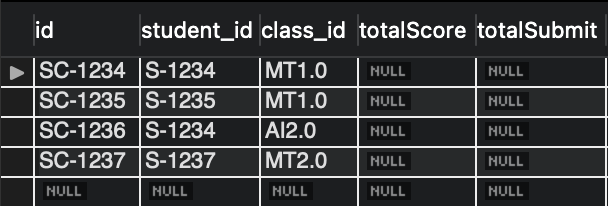 id student_id class_id totalScore totalSubmit
SC-1234 S-1234 MT1.0 NULL NULL
SC-1235 S-1235 MT1.0 NULL NULL
SC-1236 S-1234 AI2.0 NULL NULL
SC-1237 S-1237 MT2.0 NULL NULL
NULL NULL NULL NULL NULL